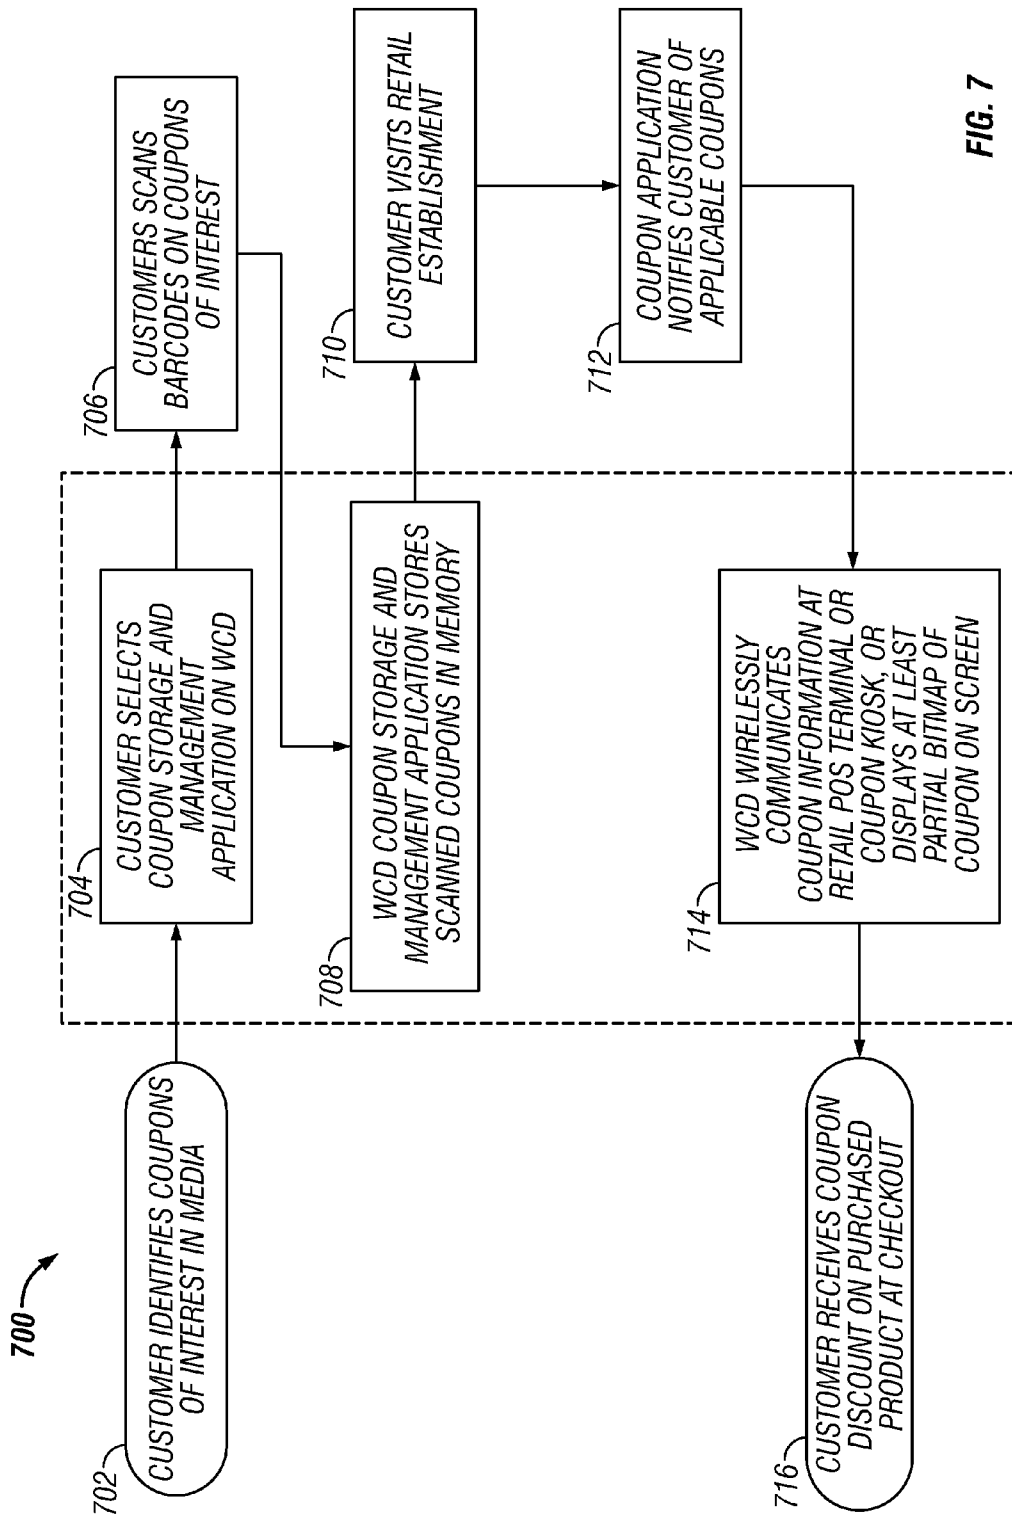 700
702
CUSTOMER IDENTIFIES COUPONS
OF INTEREST IN MEDIA
704
CUSTOMER SELECTS
COUPON STORAGE AND
MANAGEMENT
APPLICATION ON WCD
706
CUSTOMERS SCANS
BARCODES ON COUPONS
OF INTEREST
708
WCD COUPON STORAGE AND
MANAGEMENT APPLICATION STORES
SCANNED COUPONS IN MEMORY
710
CUSTOMER VISITS RETAIL
ESTABLISHMENT
712
COUPON APPLICATION
NOTIFIES CUSTOMER OF
APPLICABLE COUPONS
714
WCD WIRELESSLY
COMMUNICATES
COUPON INFORMATION AT
RETAIL POS TERMINAL OR
COUPON KIOSK, OR
DISPLAYS AT LEAST
PARTIAL BITMAP OF
COUPON ON SCREEN
716
CUSTOMER RECEIVES COUPON
DISCOUNT ON PURCHASED
PRODUCT AT CHECKOUT
FIG. 7